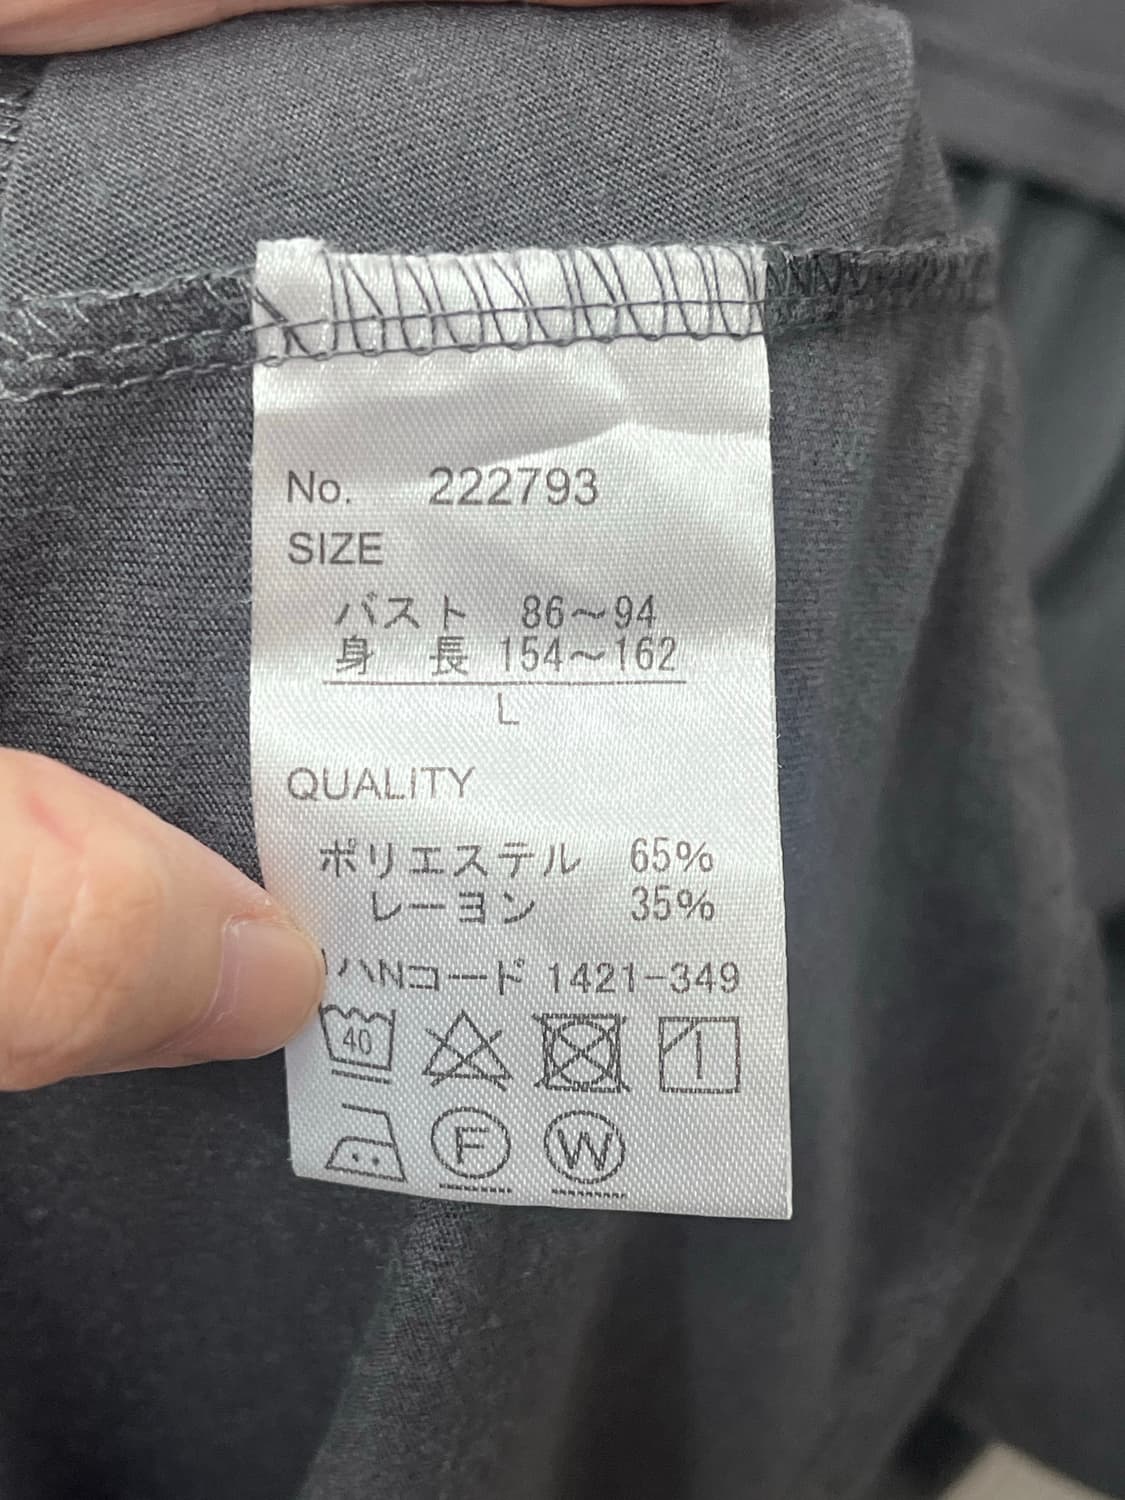 No. 222793
SIZE
バスト 86〜94
身 長 154〜162
L
QUALITY
ポリエステル 65%
レーヨン 35%
ハNコード 1421-349
40
F
W